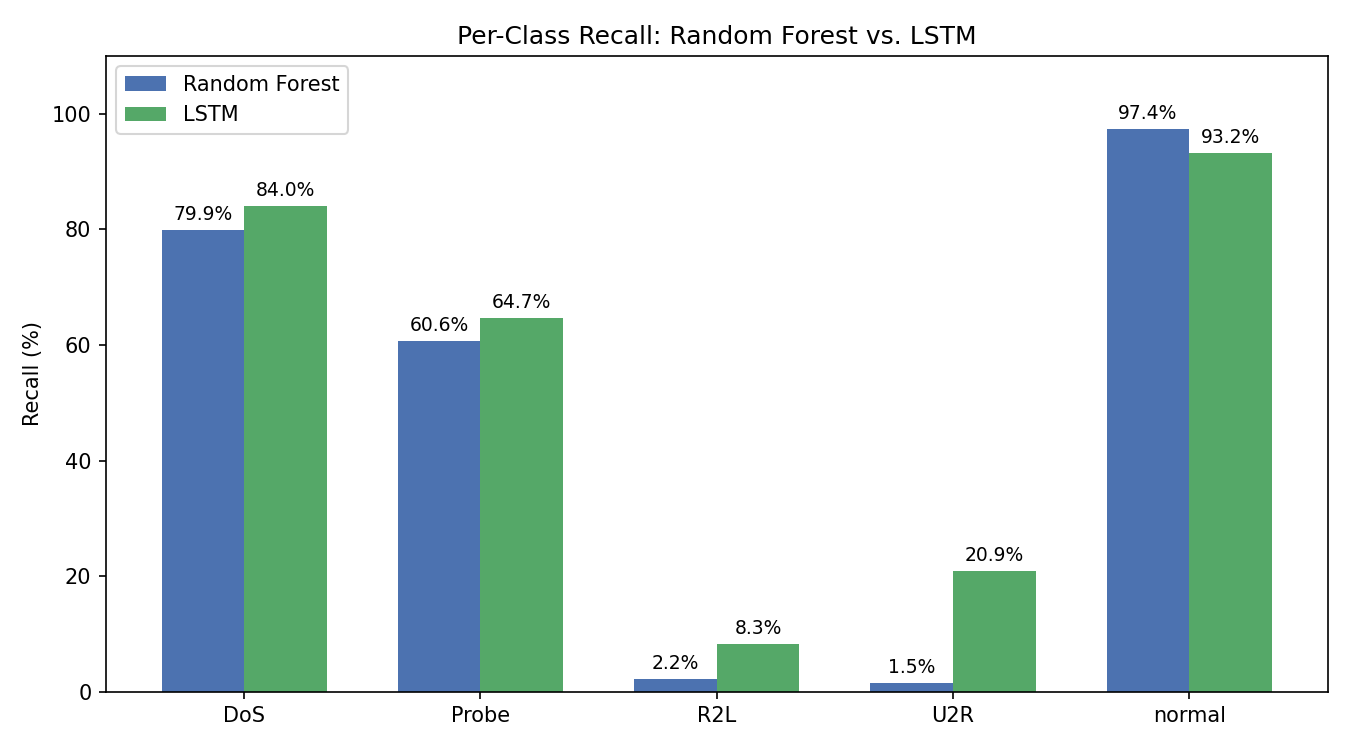 Per-Class Recall: Random Forest vs. LSTM
Random Forest
LSTM
Recall (%)
100
80
60
40
20
0
79.9%
84.0%
60.6%
64.7%
2.2%
8.3%
1.5%
20.9%
97.4%
93.2%
DoS
Probe
R2L
U2R
normal